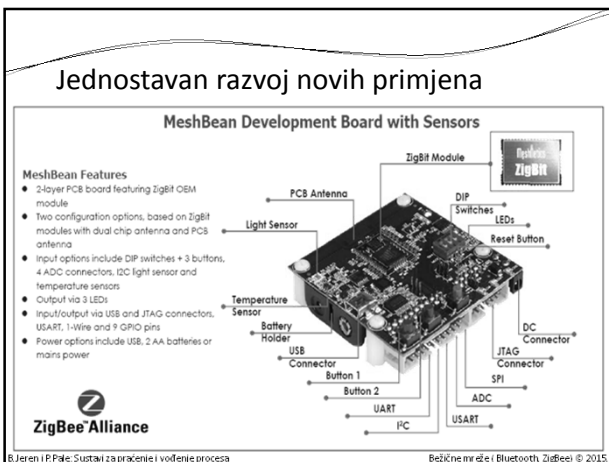 Jednostavan razvoj novih primjena
MeshBean Development Board with Sensors
MeshBean Features
● 2-layer PCB board featuring ZigBit OEM
module
● Two configuration options, based on ZigBit
modules with dual chip antenna and PCB
antenna
● Input options include DIP switches + 3 buttons,
4 ADC connectors, I2C light sensor and
temperature sensors
● Output via 3 LEDs
● Input/output via USB and JTAG connectors,
USART, 1-Wire and 9 GPIO pins
● Power options include USB, 2 AA batteries or
mains power
ZigBee Alliance
ZigBit Module
MeshNetics
ZigBit
PCB Antenna
DIP
Switches
LEDs
Light Sensor
Reset Button
Temperature
Sensor
Battery
Holder
USB
Connector
Button 1
Button 2
UART
I²C
USART
ADC
SPI
JTAG
Connector
DC
Connector
B.Jeren i P.Pale: Sustavi za praćenje i vođenje procesa
Bežične mreže ( Bluetooth, ZigBee) © 2015.